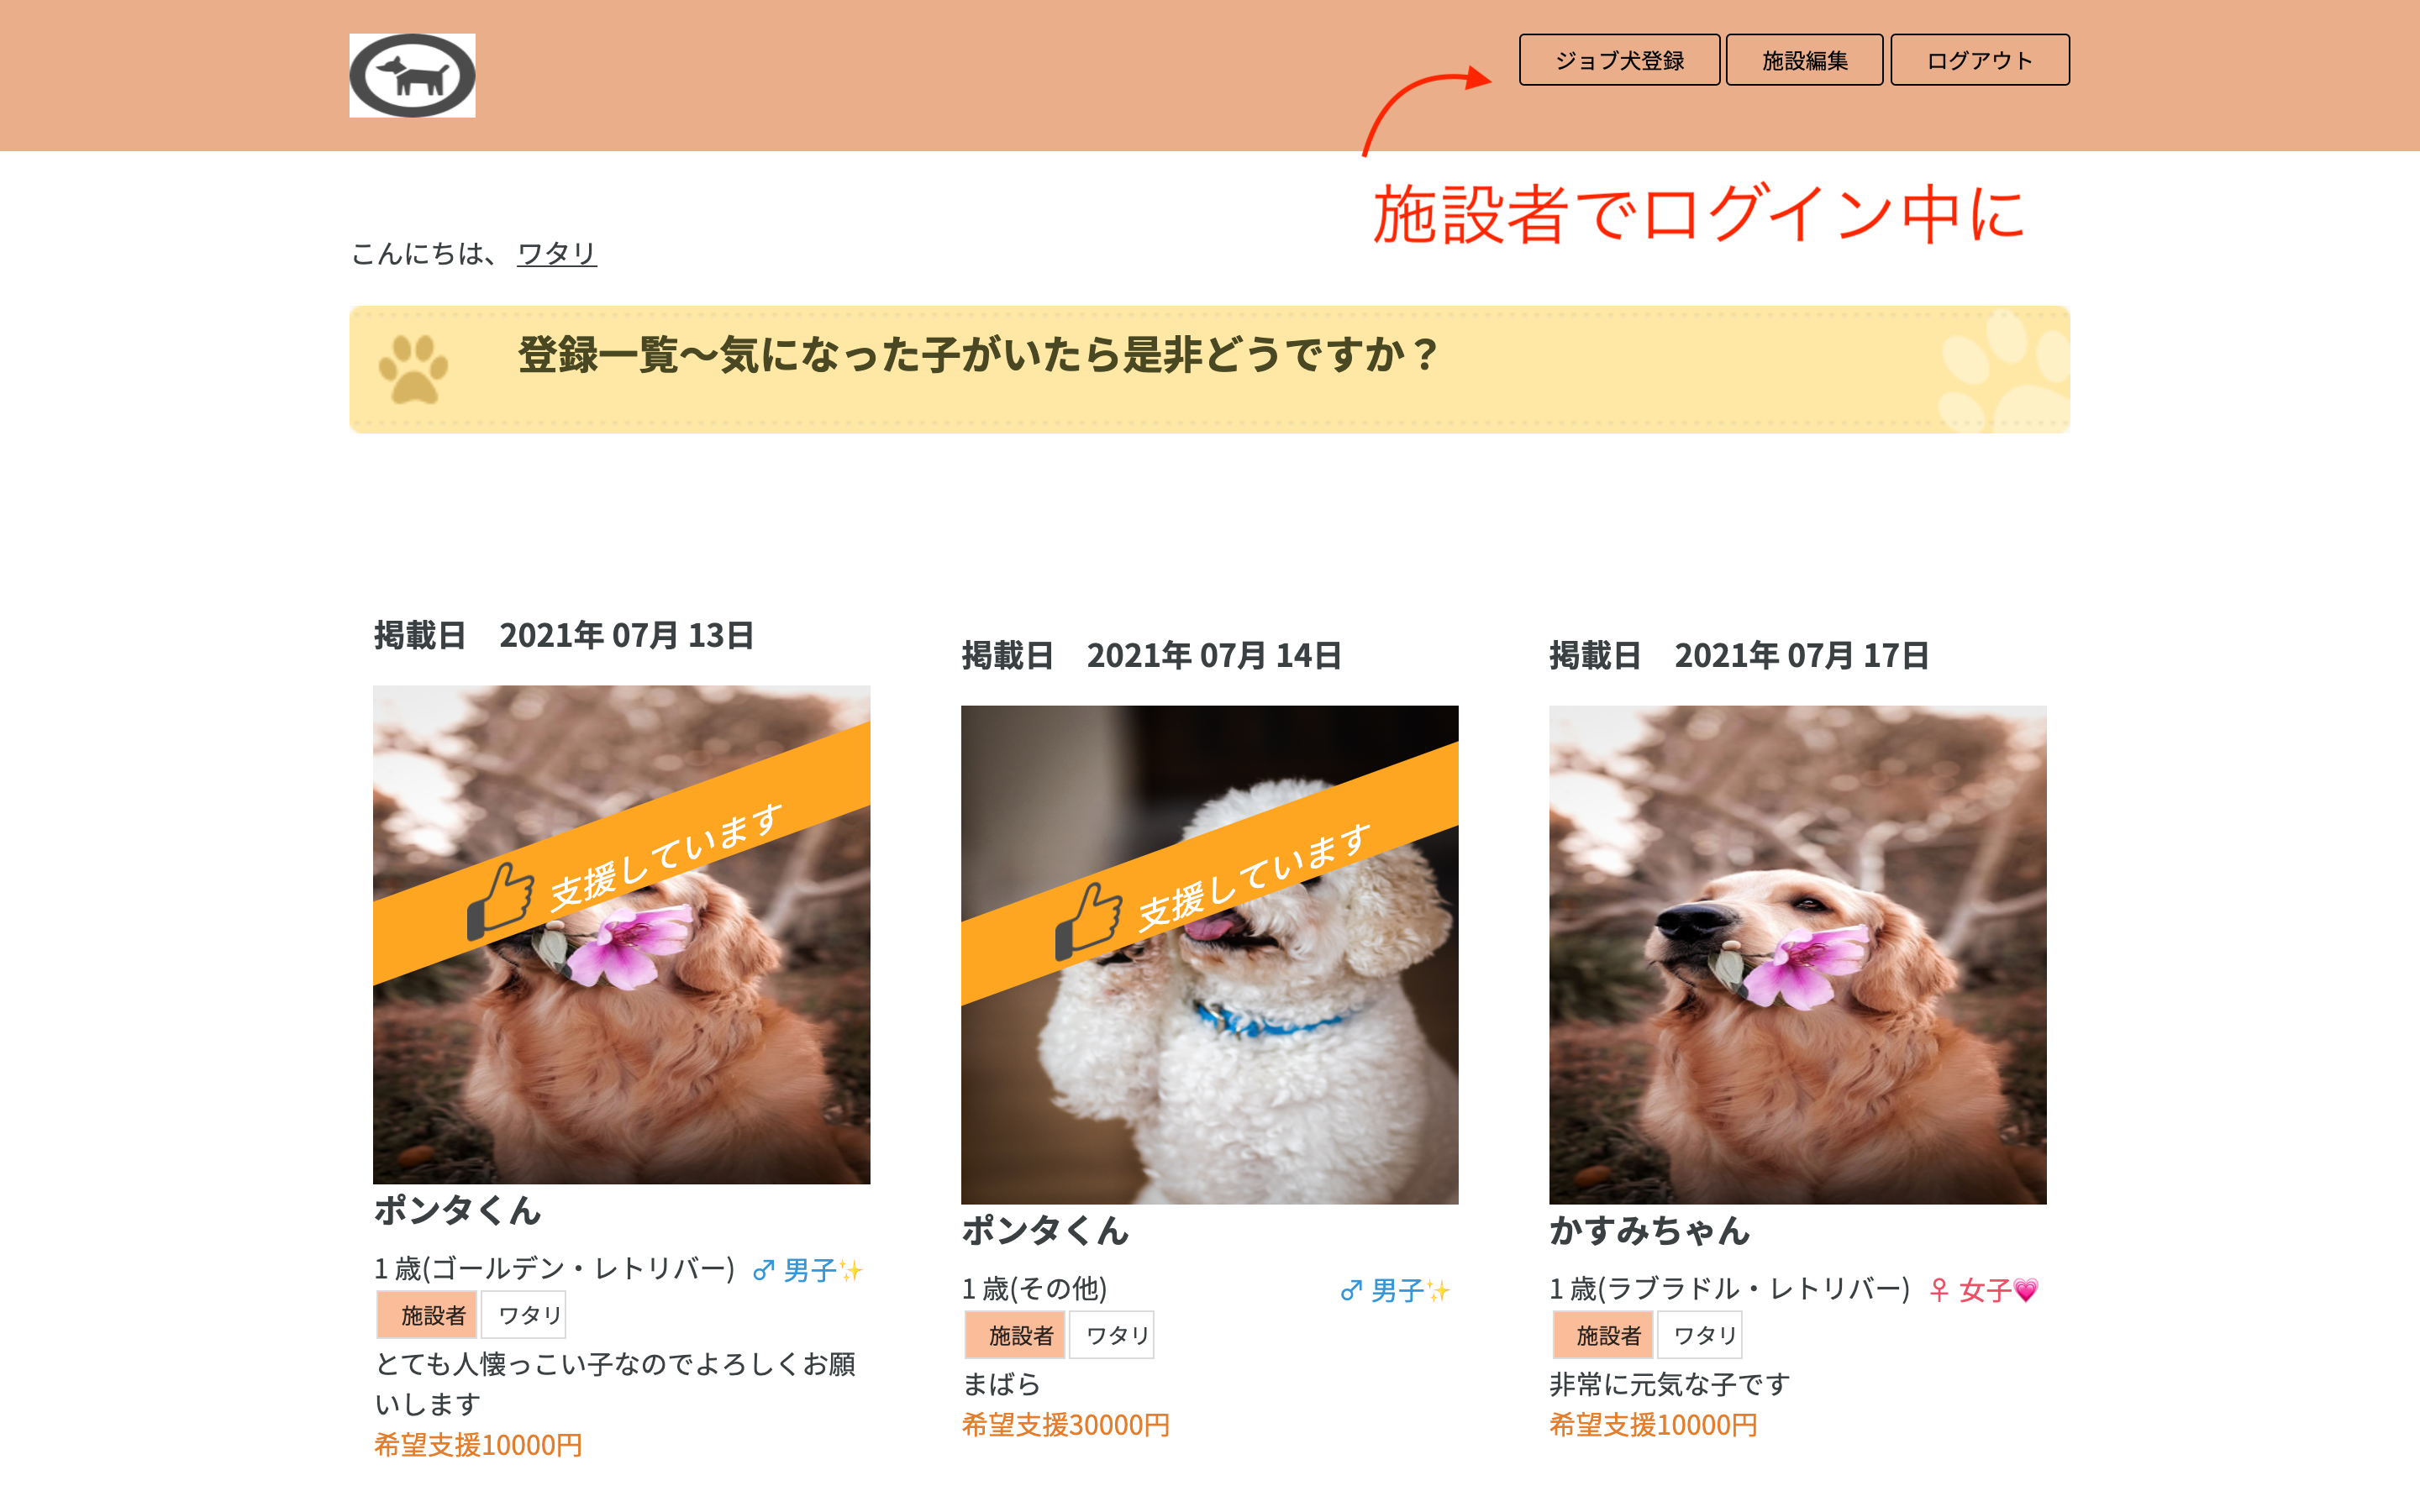 ジョブ犬登録 施設編集 ログアウト
施設者でログイン中に
こんにちは、 ワタリ
登録一覧〜気になった子がいたら是非どうですか？
掲載日　2021年 07月 13日
支援しています
ポンタくん
1 歳(ゴールデン・レトリバー) ♂ 男子✨
施設者 ワタリ
とても人懐っこい子なのでよろしくお願
いします
希望支援10000円
掲載日　2021年 07月 14日
支援しています
ポンタくん
1 歳(その他) ♂ 男子✨
施設者 ワタリ
まばら
希望支援30000円
掲載日　2021年 07月 17日
かすみちゃん
1 歳(ラブラドル・レトリバー) ♀ 女子💗
施設者 ワタリ
非常に元気な子です
希望支援10000円